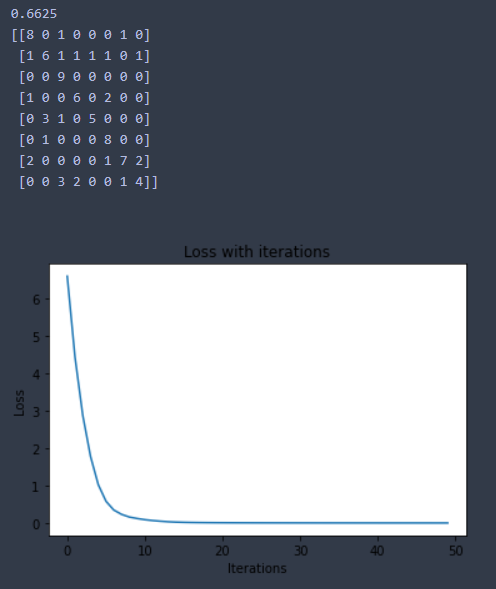 0.6625
[[8 0 1 0 0 0 1 0]
[1 6 1 1 1 1 0 1]
[0 0 9 0 0 0 0 0]
[1 0 0 6 0 2 0 0]
[0 3 1 0 5 0 0 0]
[0 1 0 0 0 8 0 0]
[2 0 0 0 0 1 7 2]
[0 0 3 2 0 0 1 4]]
Loss with iterations
6
5
4
3
2
1
0
Loss
0 10 20 30 40 50
Iterations